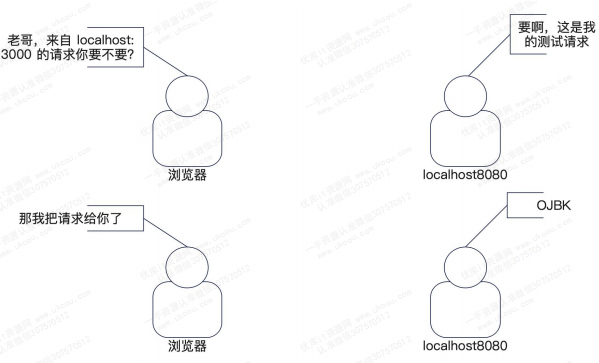 老哥，来自 localhost:
3000 的请求你要不要?
要啊，这是我
的测试请求
浏览器
localhost8080
那我把请求给你了
OJBK
浏览器
localhost8080